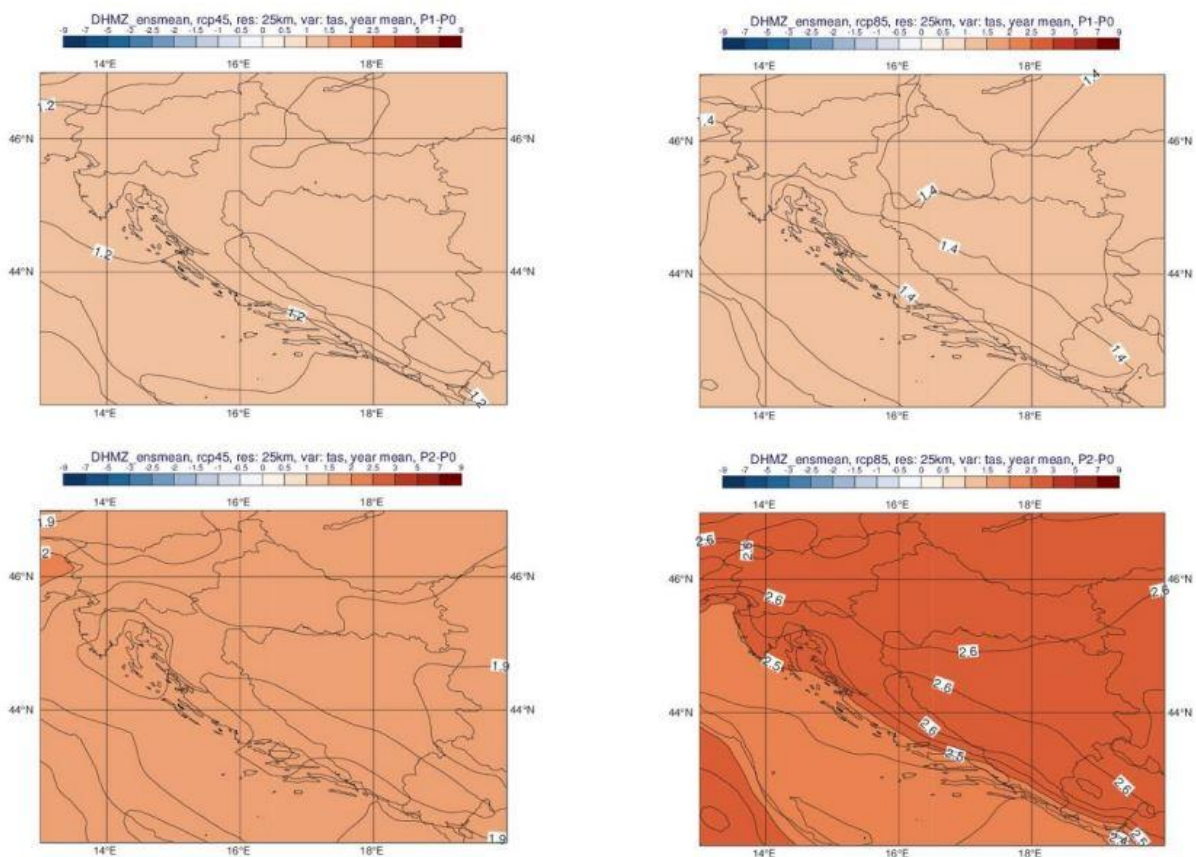 DHMZ_ensmean, rcp45, res: 25km, var: tas, year mean, P1-P0
-9 -7 -5 -3 -2.5 -2 -1.5 -1 -0.5 0 0.5 1 1.5 2 2.5 3 5 7 9
14°E 16°E 18°E
1.2
46°N
1.2
44°N
1.2
1.2
14°E 16°E 18°E
DHMZ_ensmean, rcp85, res: 25km, var: tas, year mean, P1-P0
-9 -7 -5 -3 -2.5 -2 -1.5 -1 -0.5 0 0.5 1 1.5 2 2.5 3 5 7 9
14°E 16°E 18°E
1.4
1.4
46°N 46°N
1.4
1.4
44°N 44°N
1.4
1.4
14°E 16°E 18°E
DHMZ_ensmean, rcp45, res: 25km, var: tas, year mean, P2-P0
-9 -7 -5 -3 -2.5 -2 -1.5 -1 -0.5 0 0.5 1 1.5 2 2.5 3 5 7 9
14°E 16°E 18°E
1.9
2
46°N
1.9
44°N
1.9
14°E 16°E 18°E
DHMZ_ensmean, rcp85, res: 25km, var: tas, year mean, P2-P0
-9 -7 -5 -3 -2.5 -2 -1.5 -1 -0.5 0 0.5 1 1.5 2 2.5 3 5 7 9
14°E 16°E 18°E
2.6 2.6
46°N 46°N
2.6 2.6
2.6
2.5
2.6
44°N 44°N
2.6
2.5
2.6
2.4 2.5
14°E 16°E 18°E